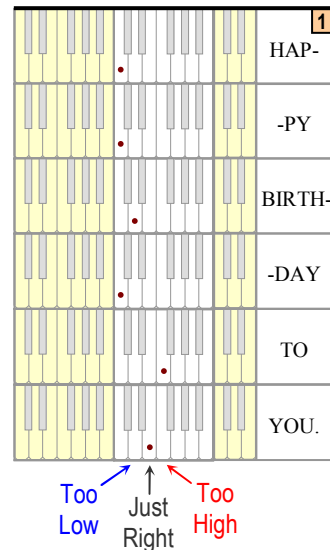 1
HAP-
-PY
BIRTH-
-DAY
TO
YOU.
Too Low
Just Right
Too High